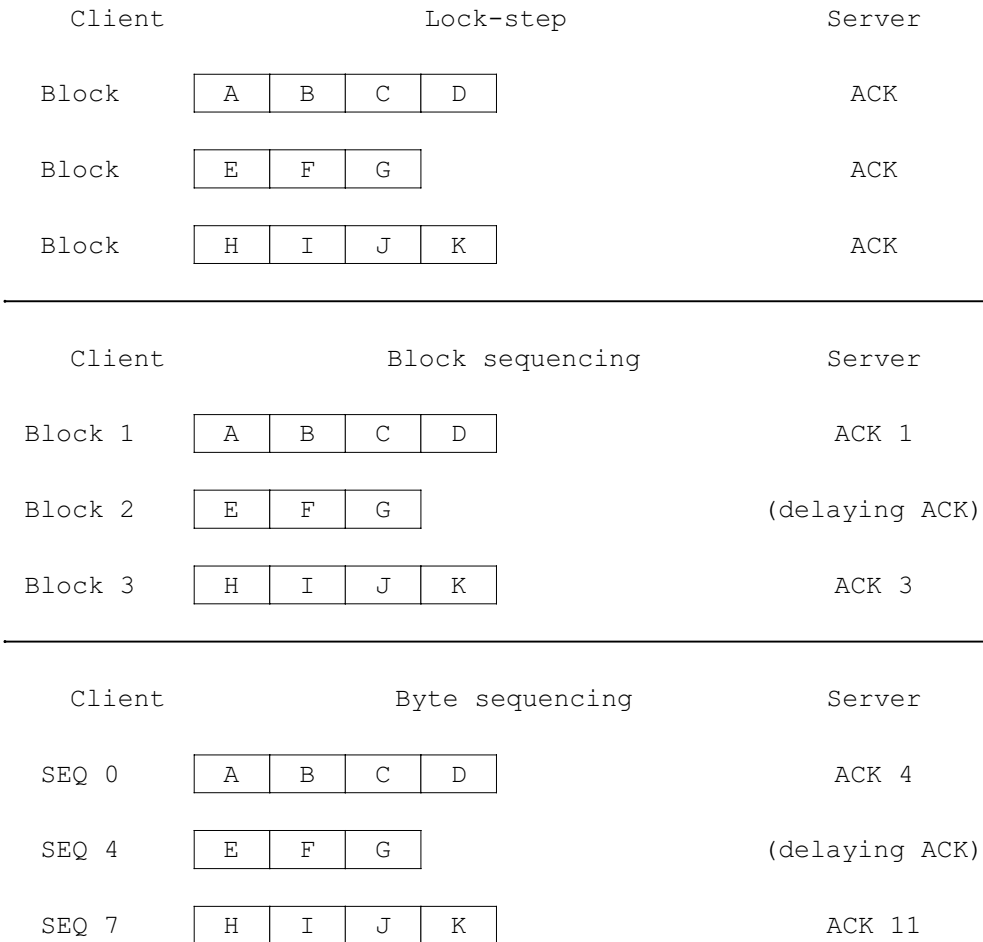 Client Lock-step Server
Block A B C D ACK
Block E F G ACK
Block H I J K ACK
Client Block sequencing Server
Block 1 A B C D ACK 1
Block 2 E F G (delaying ACK)
Block 3 H I J K ACK 3
Client Byte sequencing Server
SEQ 0 A B C D ACK 4
SEQ 4 E F G (delaying ACK)
SEQ 7 H I J K ACK 11